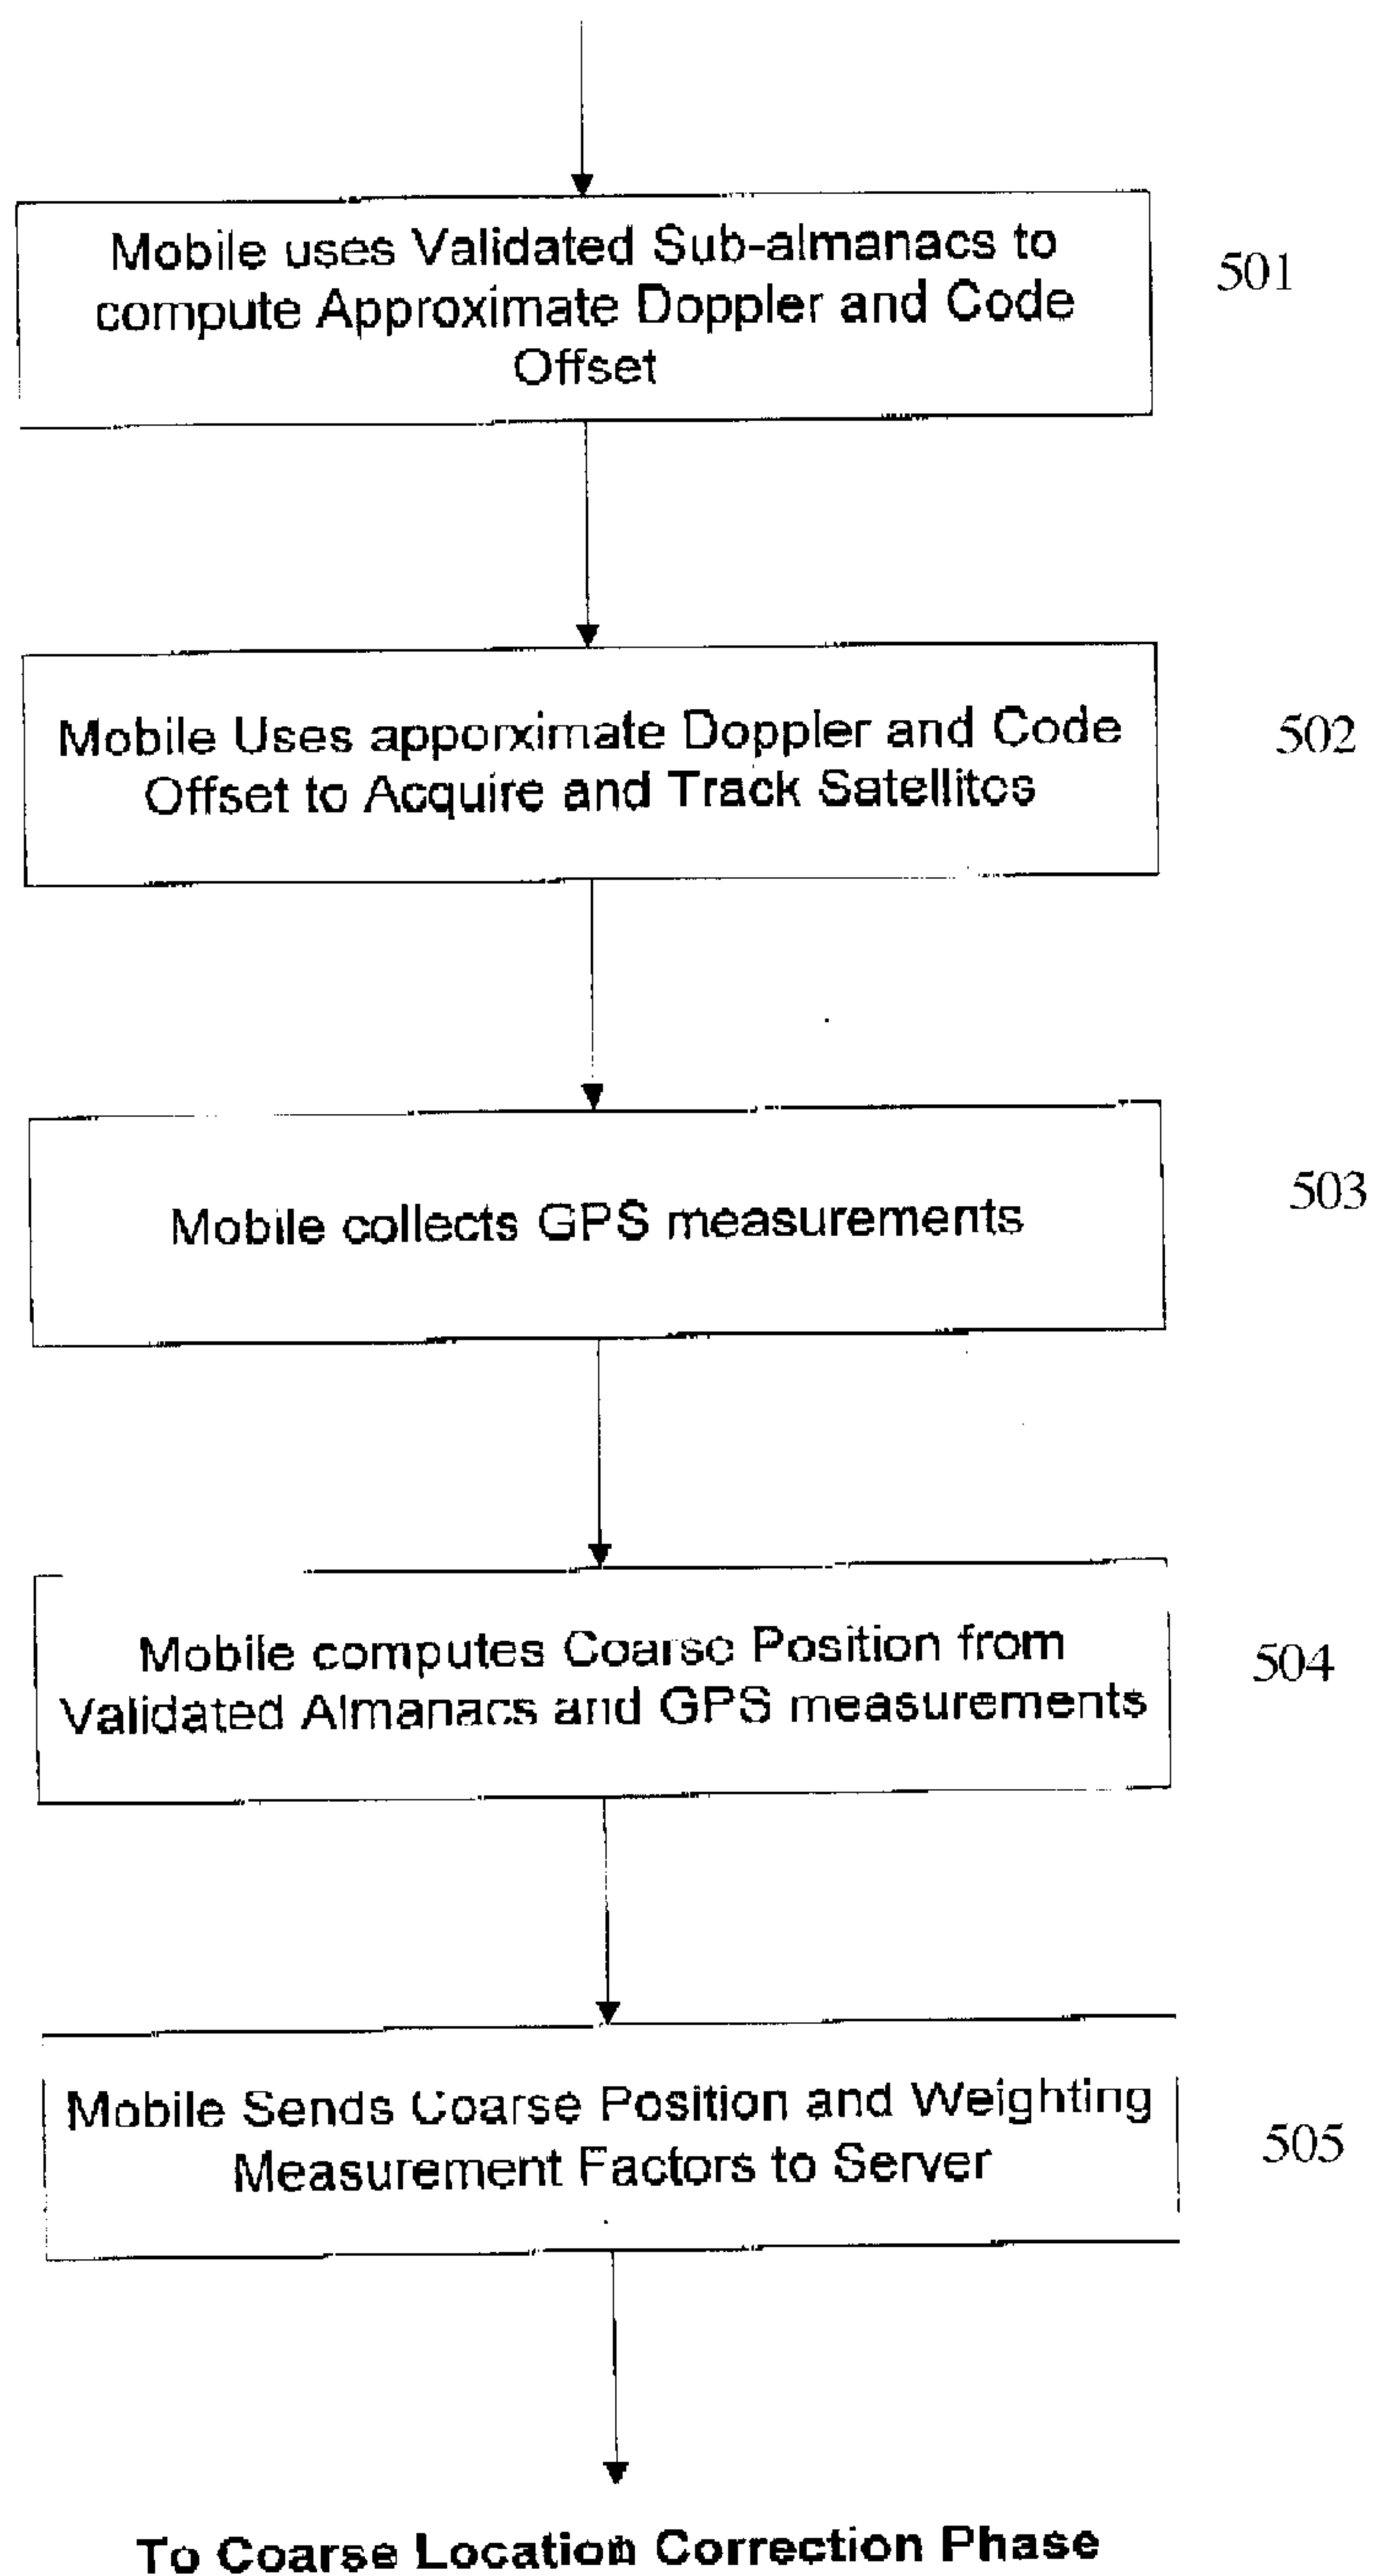 Mobile uses Validated Sub-almanacs to
compute Approximate Doppler and Code
Offset
501
Mobile Uses apporximate Doppler and Code
Offset to Acquire and Track Satellites
502
Mobile collects GPS measurements
503
Mobile computes Coarse Position from
Validated Almanacs and GPS measurements
504
Mobile Sends Coarse Position and Weighting
Measurement Factors to Server
505
To Coarse Location Correction Phase